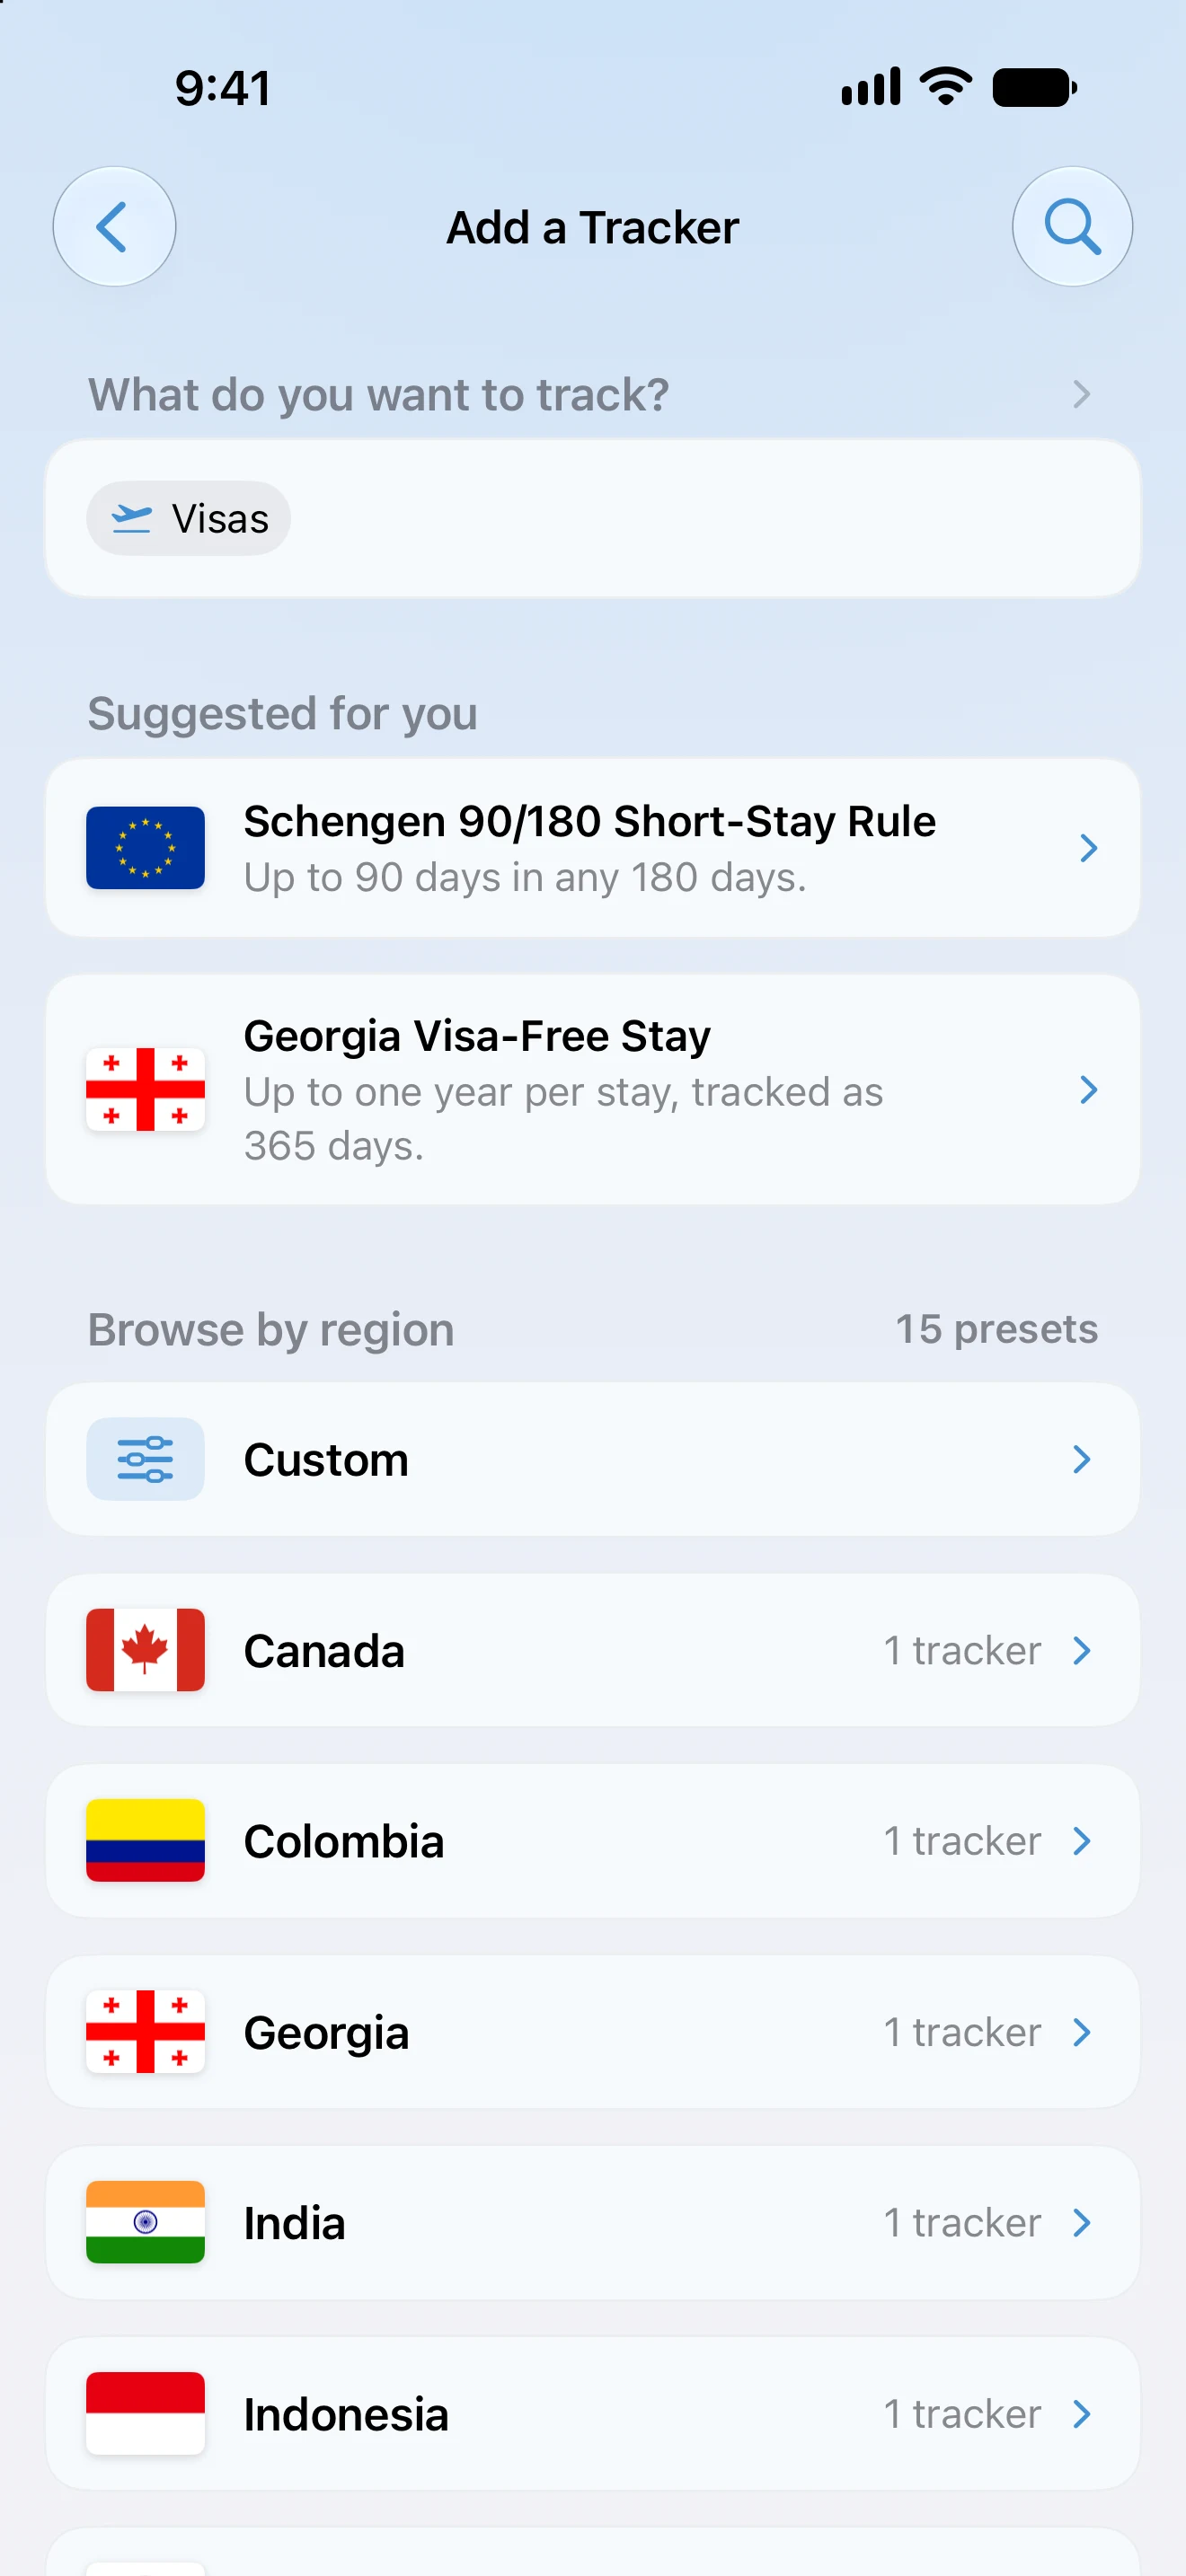 9:41
Add a Tracker
What do you want to track?
Visas
Suggested for you
Schengen 90/180 Short-Stay Rule
Up to 90 days in any 180 days.
Georgia Visa-Free Stay
Up to one year per stay, tracked as
365 days.
Browse by region
15 presets
Custom
Canada
1 tracker
Colombia
1 tracker
Georgia
1 tracker
India
1 tracker
Indonesia
1 tracker